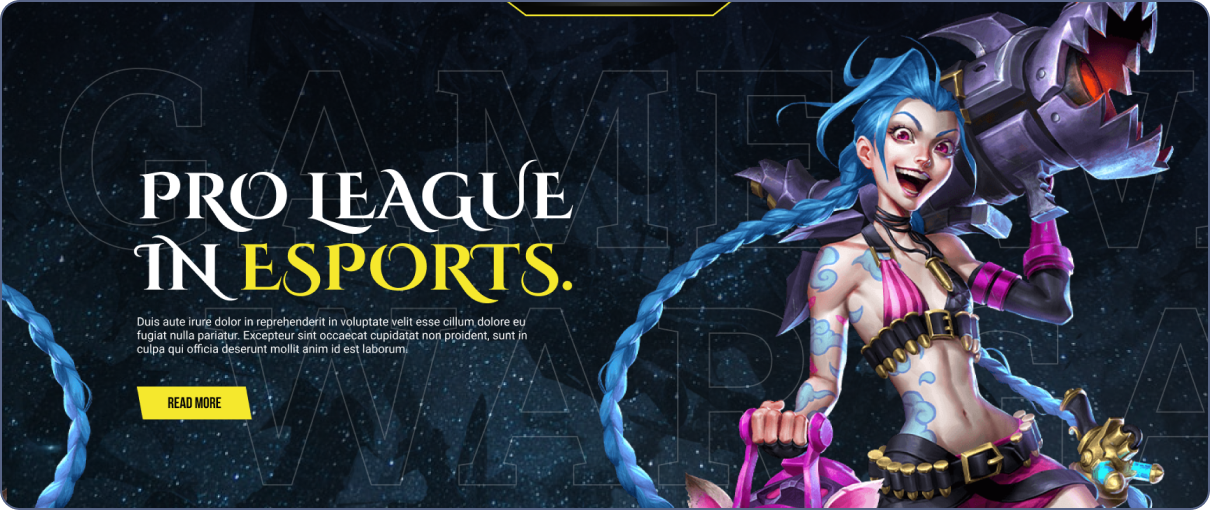 GAME W
PRO LEAGUE
IN ESPORTS.
Duis aute irure dolor in reprehenderit in voluptate velit esse cillum dolore eu
fugiat nulla pariatur. Excepteur sint occaecat cupidatat non proident, sunt in
culpa qui officia deserunt mollit anim id est laborum.
READ MORE